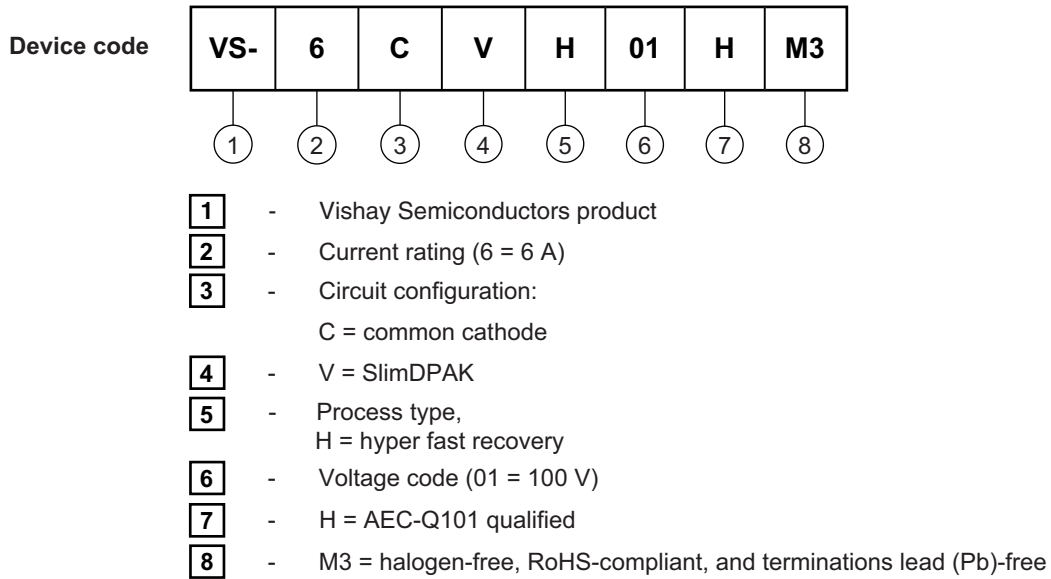 Device code VS- 6 C V H 01 H M3
1 2 3 4 5 6 7 8
1 - Vishay Semiconductors product
2 - Current rating (6 = 6 A)
3 - Circuit configuration:
C = common cathode
4 - V = SlimDPAK
5 - Process type,
H = hyper fast recovery
6 - Voltage code (01 = 100 V)
7 - H = AEC-Q101 qualified
8 - M3 = halogen-free, RoHS-compliant, and terminations lead (Pb)-free